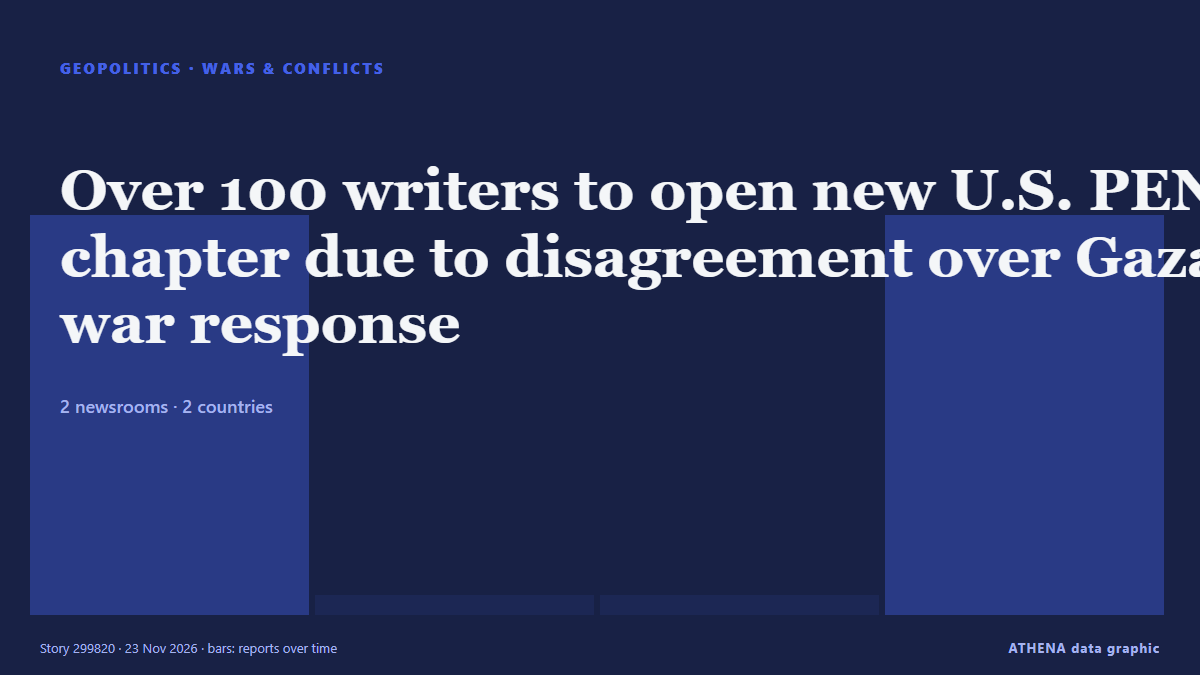 GEOPOLITICS · WARS & CONFLICTS
Over 100 writers to open new U.S. PEN
chapter due to disagreement over Gaza
war response
2 newsrooms · 2 countries
Story 299820 · 23 Nov 2026 · bars: reports over time
ATHENA data graphic